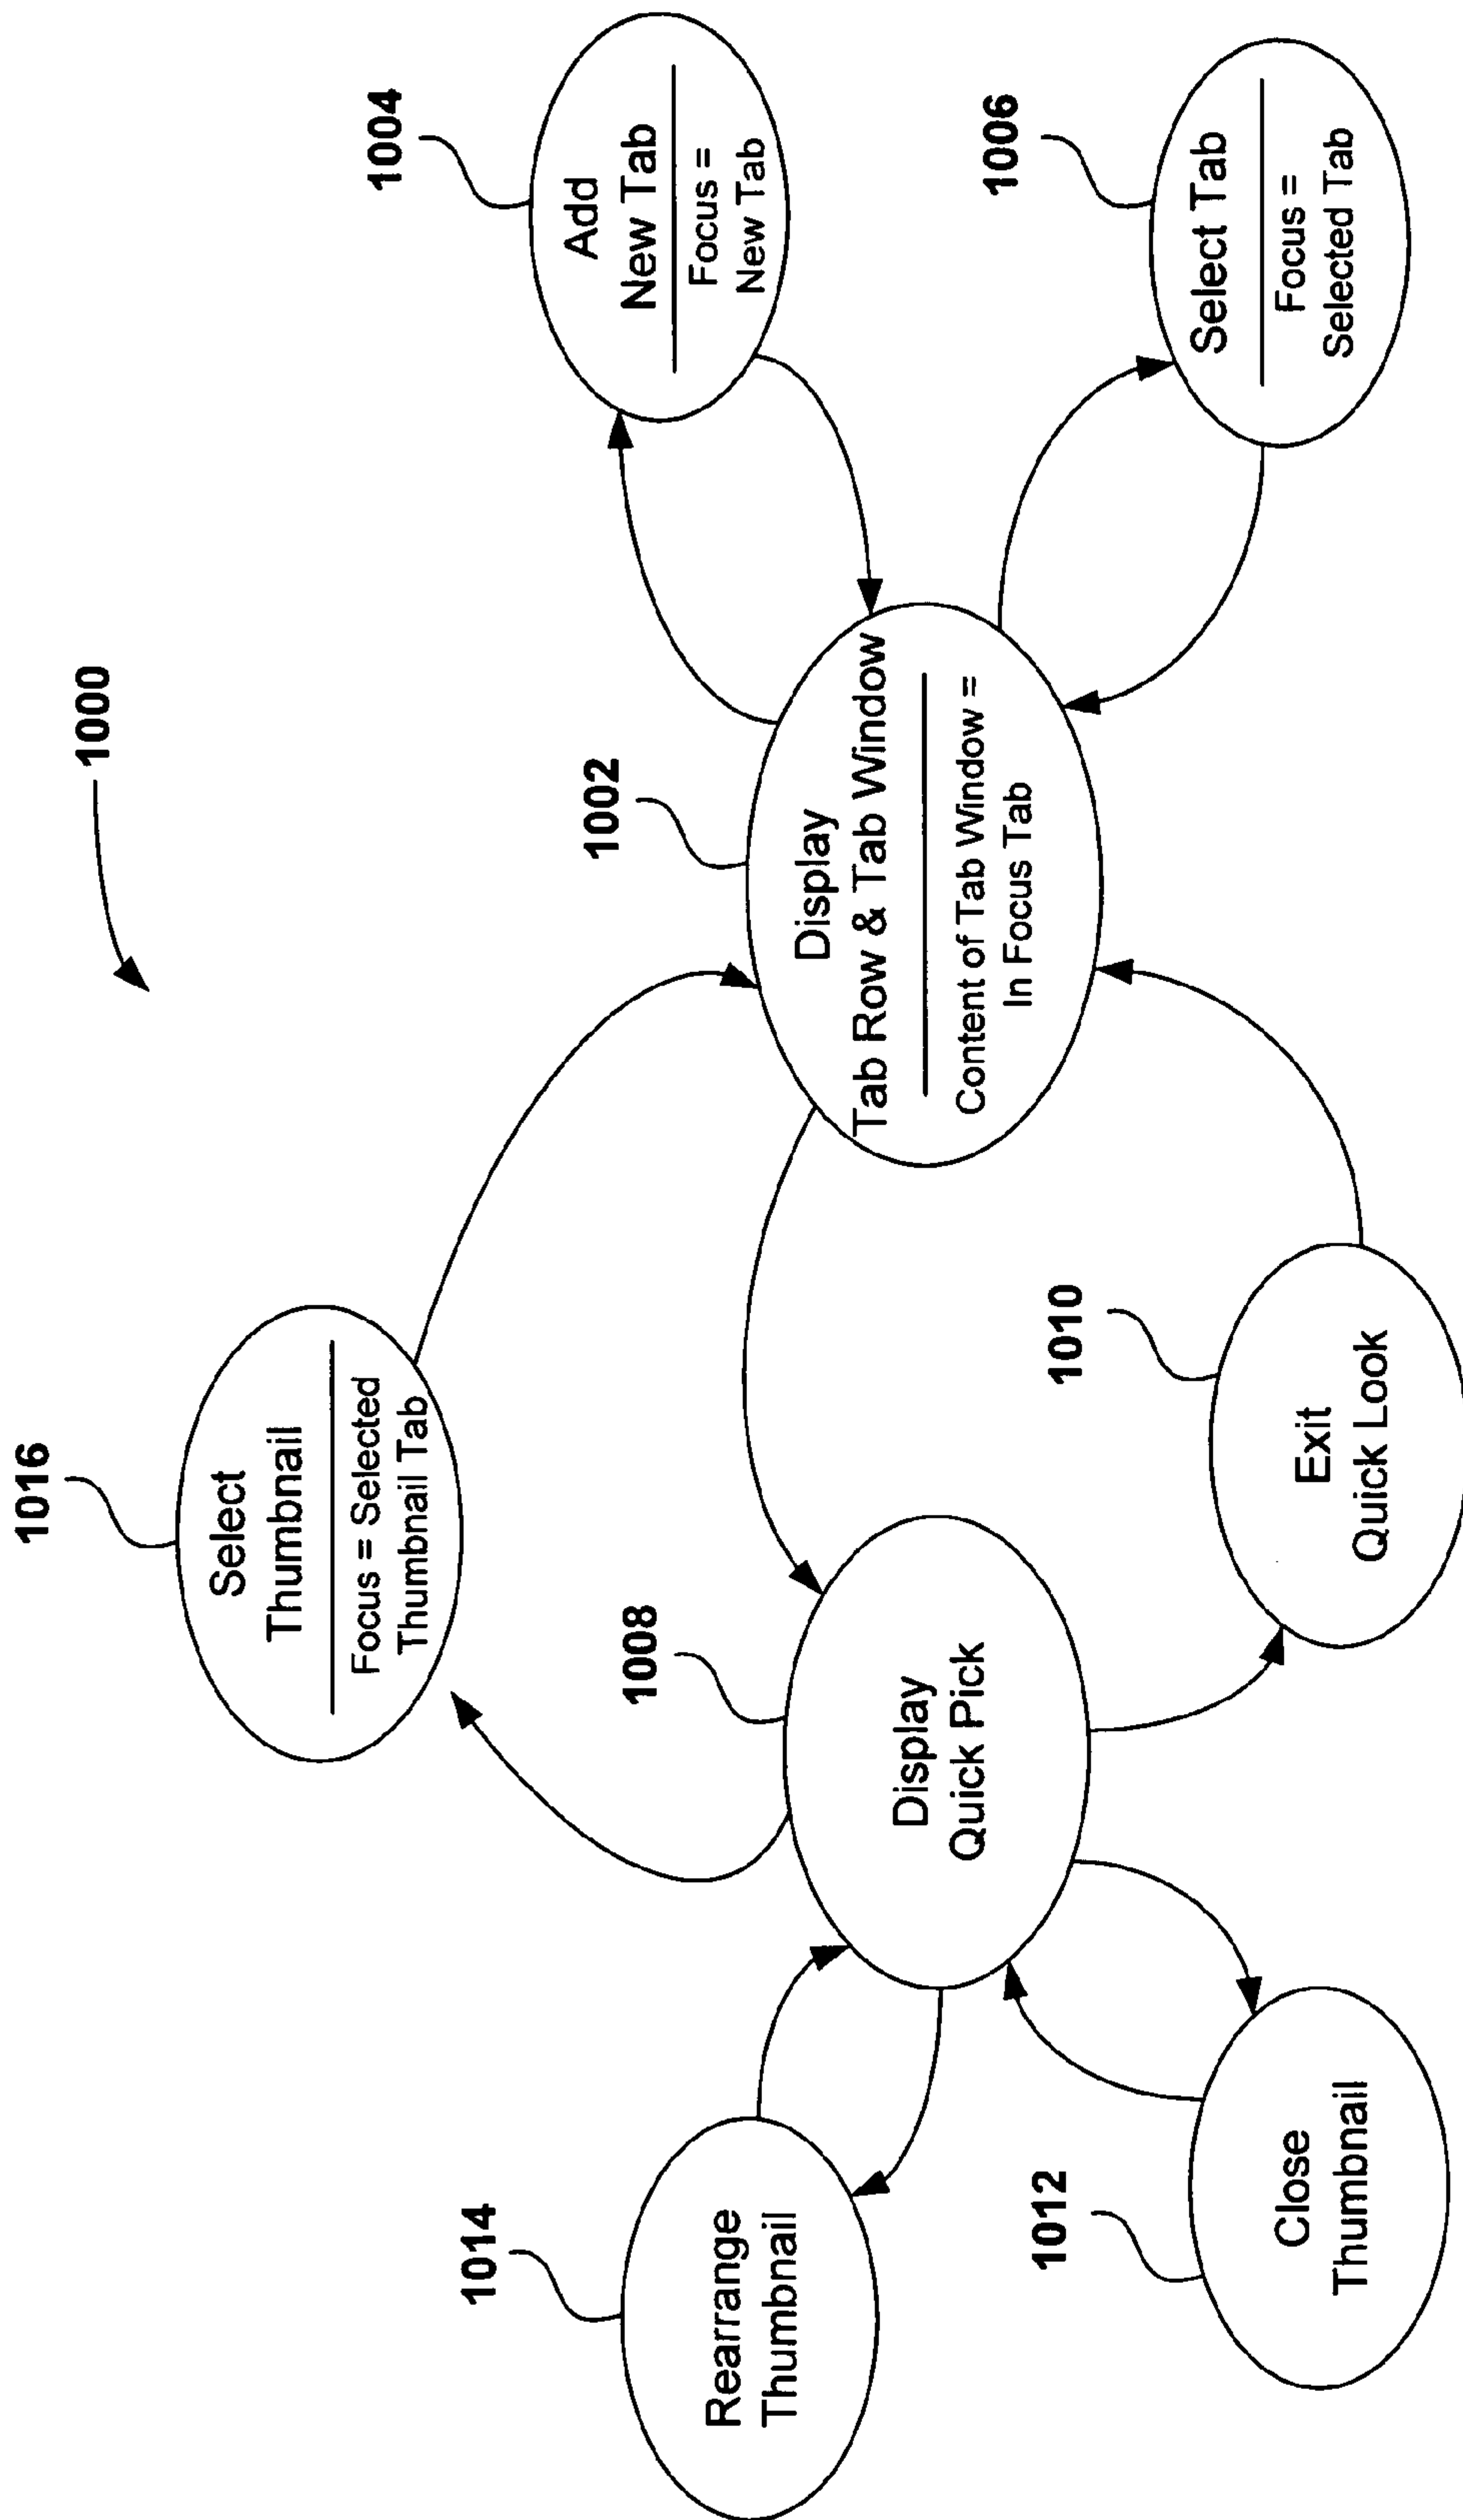 1000
1016
Select
Thumbnail
Focus = Selected
Thumbnail Tab
1004
Add
New Tab
Focus =
New Tab
1014
Rearrange
Thumbnail
1008
Display
Quick Pick
1002
Display
Tab Row & Tab Window
Content of Tab Window =
In Focus Tab
1012
Close
Thumbnail
1010
Exit
Quick Look
1006
Select Tab
Focus =
Selected Tab